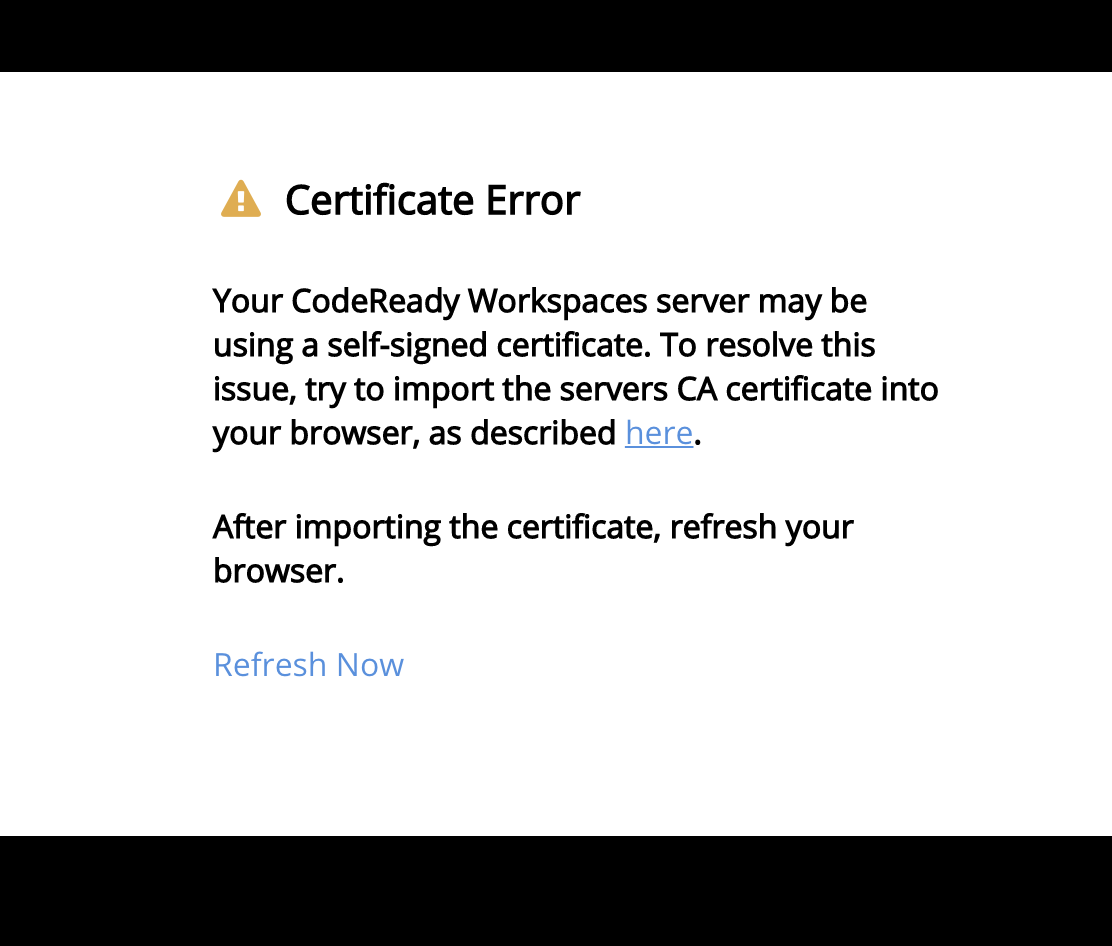 Certificate Error
Your CodeReady Workspaces server may be
using a self-signed certificate. To resolve this
issue, try to import the servers CA certificate into
your browser, as described here.
After importing the certificate, refresh your
browser.
Refresh Now